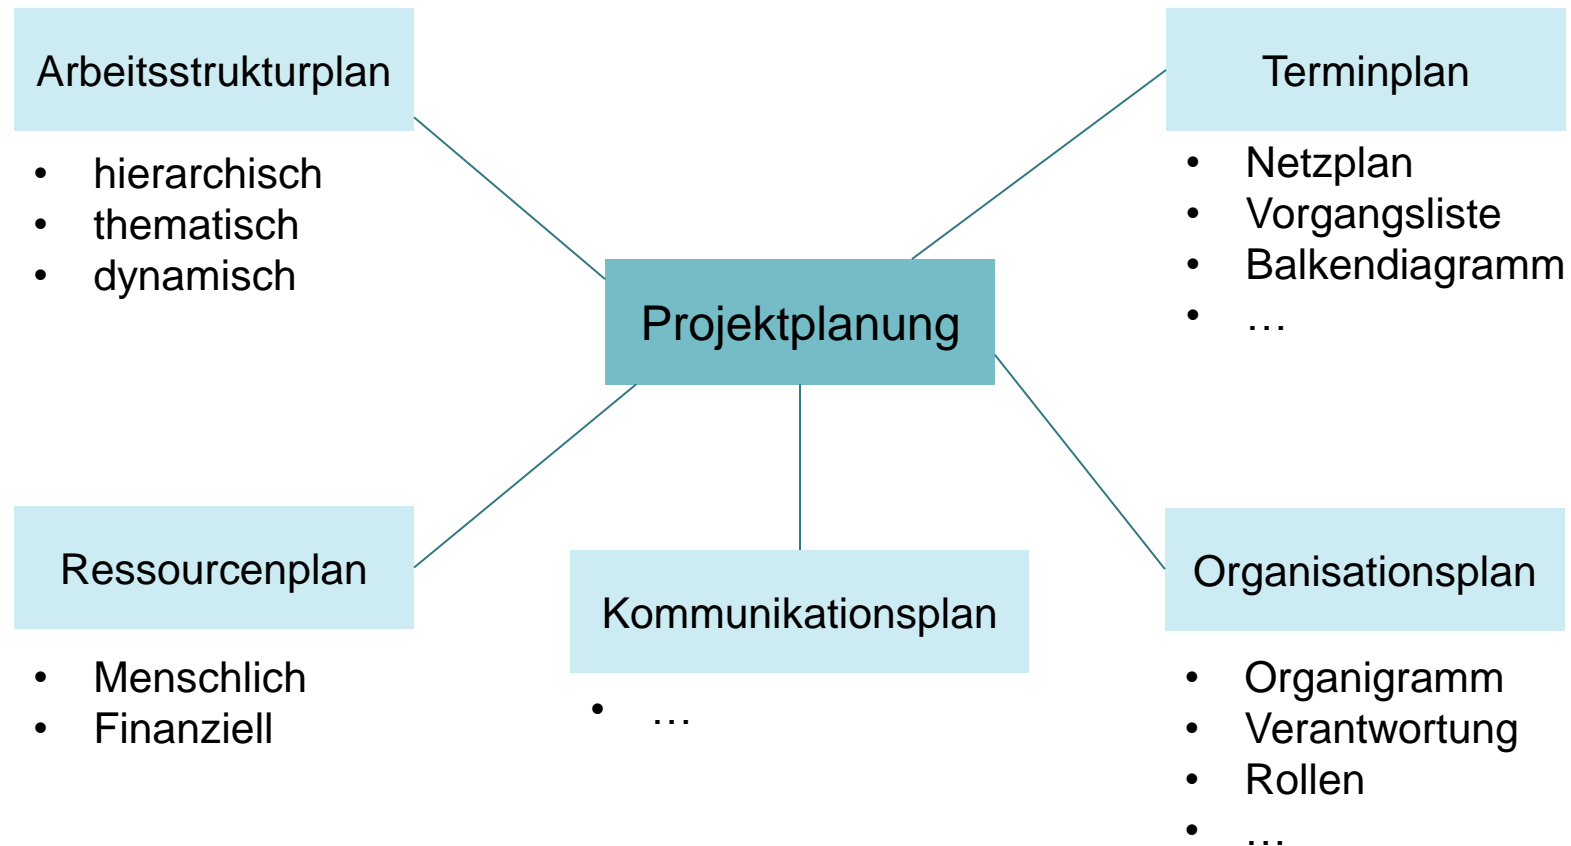 Arbeitsstrukturplan
• hierarchisch
• thematisch
• dynamisch
Terminplan
• Netzplan
• Vorgangsliste
• Balkendiagramm
• …
Projektplanung
Ressourcenplan
• Menschlich
• Finanziell
Kommunikationsplan
• …
Organisationsplan
• Organigramm
• Verantwortung
• Rollen
• …